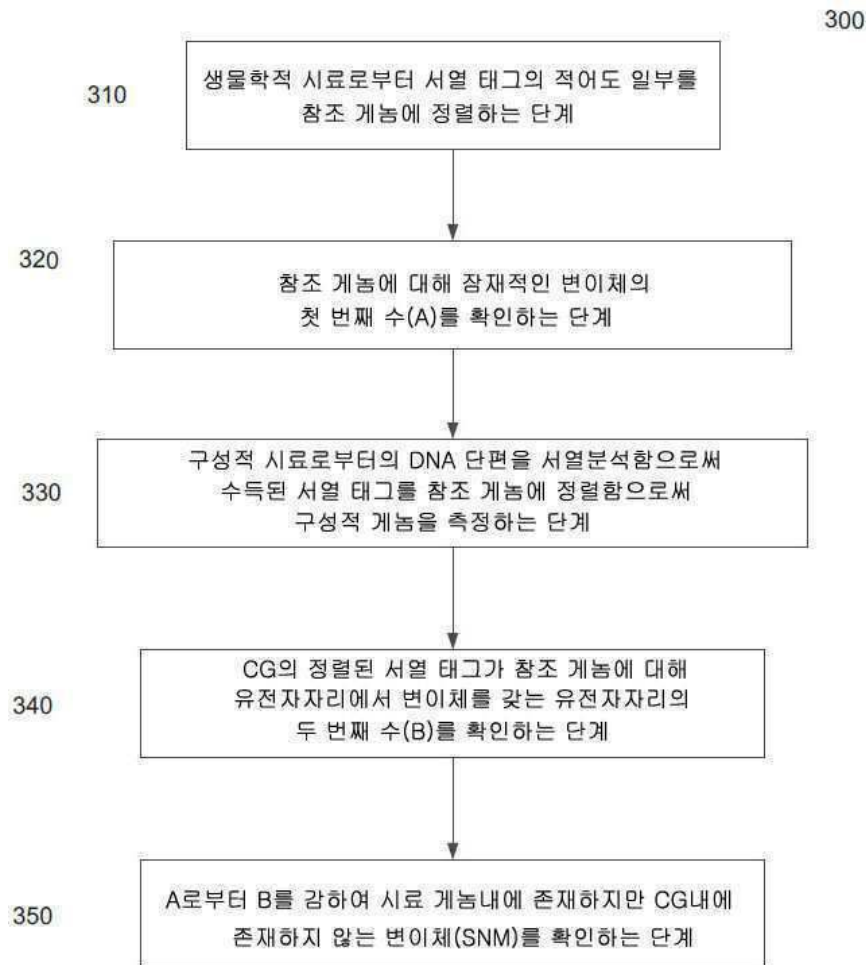 300
310
생물학적 시료로부터 서열 태그의 적어도 일부를
참조 게놈에 정렬하는 단계
320
참조 게놈에 대해 잠재적인 변이체의
첫 번째 수(A)를 확인하는 단계
330
구성적 시료로부터의 DNA 단편을 서열분석함으로써
수득된 서열 태그를 참조 게놈에 정렬함으로써
구성적 게놈을 측정하는 단계
340
CG의 정렬된 서열 태그가 참조 게놈에 대해
유전자자리에서 변이체를 갖는 유전자자리의
두 번째 수(B)를 확인하는 단계
350
A로부터 B를 감하여 시료 게놈내에 존재하지만 CG내에
존재하지 않는 변이체(SNM)를 확인하는 단계